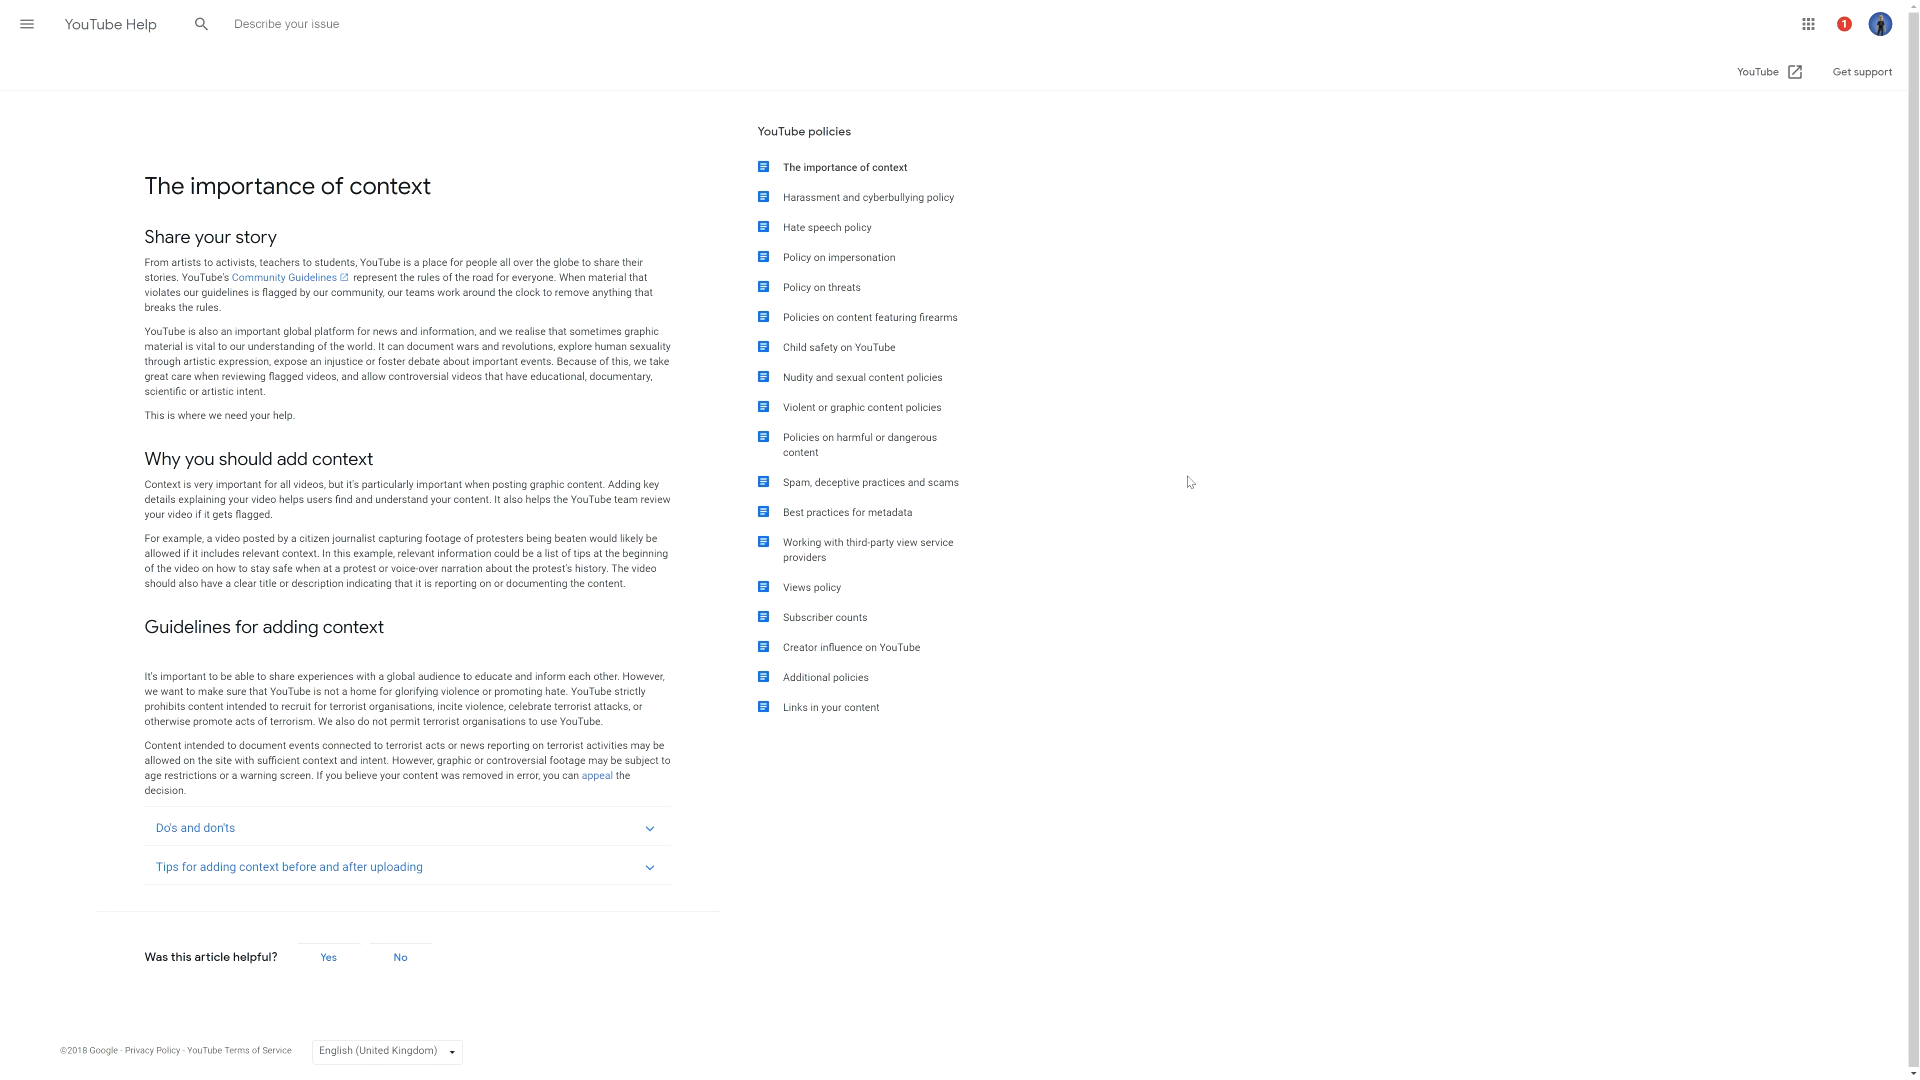 YouTube Help
Describe your issue
1
YouTube
Get support
The importance of context
Share your story
From artists to activists, teachers to students, YouTube is a place for people all over the globe to share their
stories. YouTube's Community Guidelines represent the rules of the road for everyone. When material that
violates our guidelines is flagged by our community, our teams work around the clock to remove anything that
breaks the rules.
YouTube is also an important global platform for news and information, and we realise that sometimes graphic
material is vital to our understanding of the world. It can document wars and revolutions, explore human sexuality
through artistic expression, expose an injustice or foster debate about important events. Because of this, we take
great care when reviewing flagged videos, and allow controversial videos that have educational, documentary,
scientific or artistic intent.
This is where we need your help.
Why you should add context
Context is very important for all videos, but it's particularly important when posting graphic content. Adding key
details explaining your video helps users find and understand your content. It also helps the YouTube team review
your video if it gets flagged.
For example, a video posted by a citizen journalist capturing footage of protesters being beaten would likely be
allowed if it includes relevant context. In this example, relevant information could be a list of tips at the beginning
of the video on how to stay safe when at a protest or voice-over narration about the protest's history. The video
should also have a clear title or description indicating that it is reporting on or documenting the content.
Guidelines for adding context
It's important to be able to share experiences with a global audience to educate and inform each other. However,
we want to make sure that YouTube is not a home for glorifying violence or promoting hate. YouTube strictly
prohibits content intended to recruit for terrorist organisations, incite violence, celebrate terrorist attacks, or
otherwise promote acts of terrorism. We also do not permit terrorist organisations to use YouTube.
Content intended to document events connected to terrorist acts or news reporting on terrorist activities may be
allowed on the site with sufficient context and intent. However, graphic or controversial footage may be subject to
age restrictions or a warning screen. If you believe your content was removed in error, you can appeal the
decision.
Do's and don'ts
Tips for adding context before and after uploading
Was this article helpful?
Yes
No
YouTube policies
The importance of context
Harassment and cyberbullying policy
Hate speech policy
Policy on impersonation
Policy on threats
Policies on content featuring firearms
Child safety on YouTube
Nudity and sexual content policies
Violent or graphic content policies
Policies on harmful or dangerous
content
Spam, deceptive practices and scams
Best practices for metadata
Working with third-party view service
providers
Views policy
Subscriber counts
Creator influence on YouTube
Additional policies
Links in your content
©2018 Google - Privacy Policy - YouTube Terms of Service
English (United Kingdom)